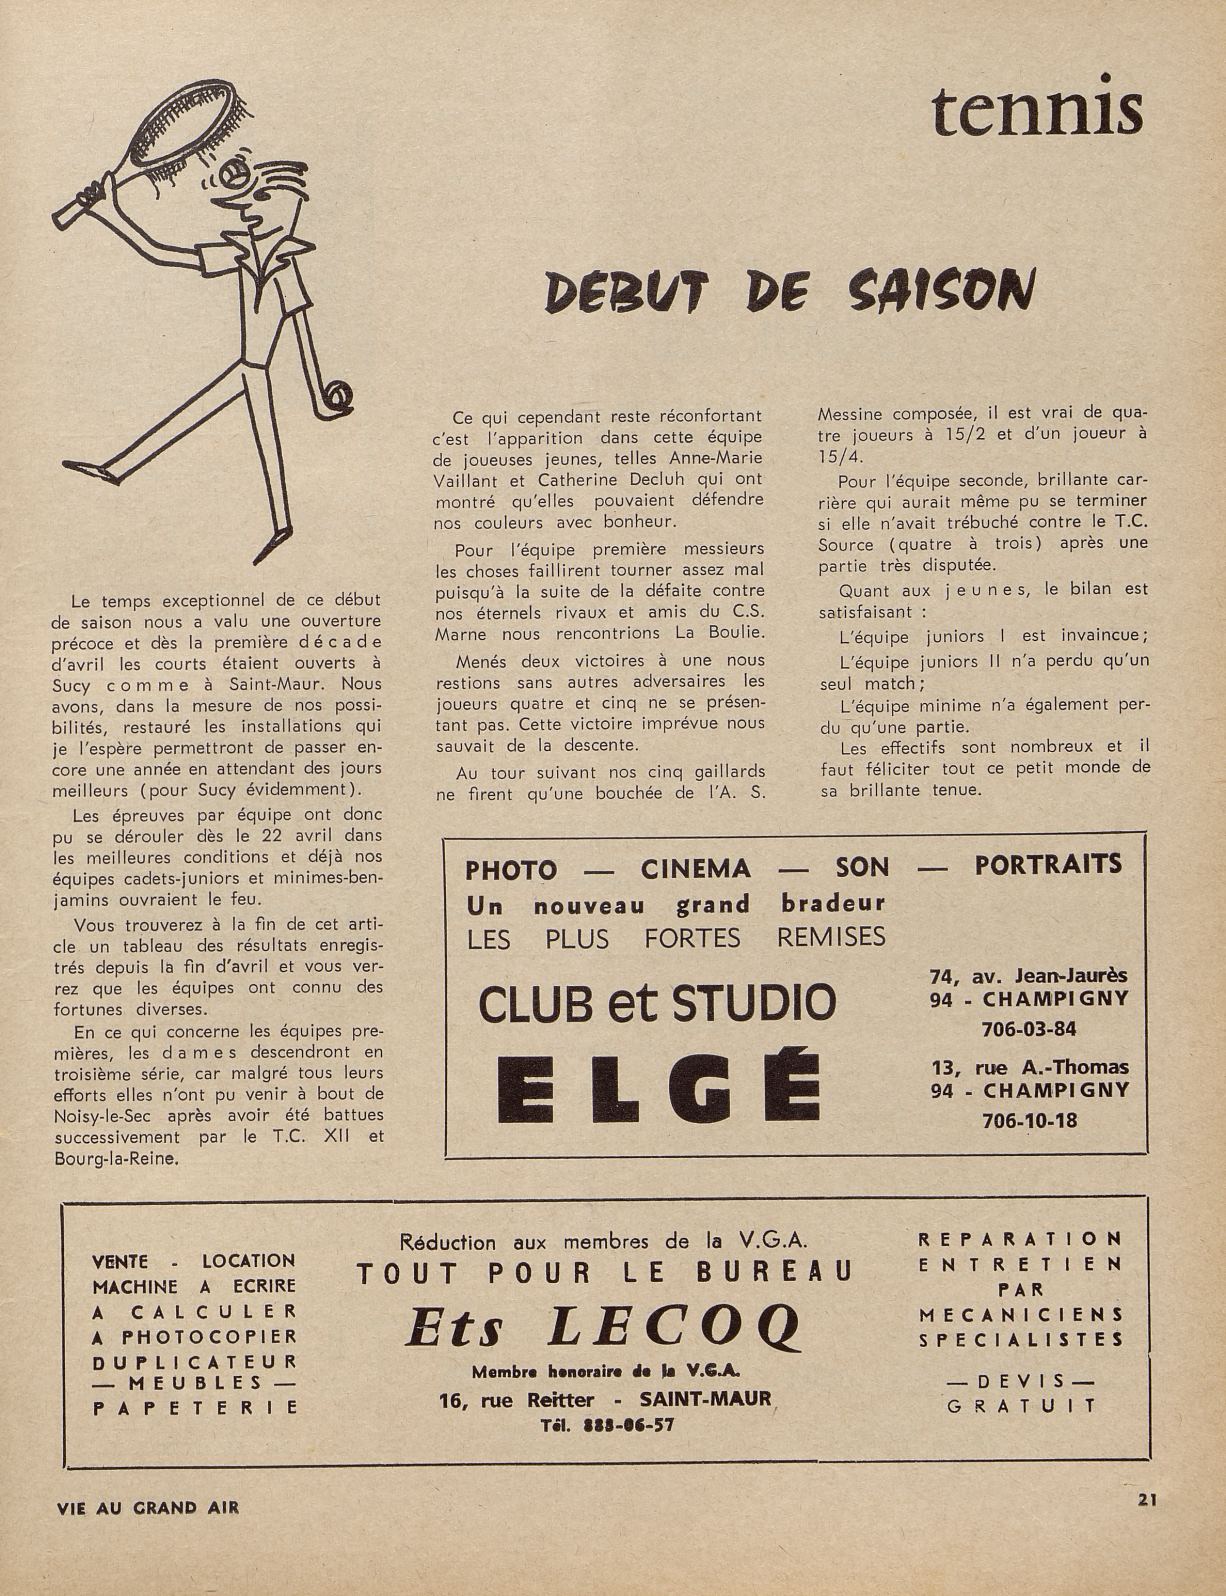 tennis
DEBUT DE SAISON
Le temps exceptionnel de ce début
de saison nous a valu une ouverture
précoce et dès la première décade
d'avril les courts étaient ouverts à
Sucy comme à Saint-Maur. Nous
avons, dans la mesure de nos possi-
bilités, restauré les installations qui
je l'espère permettront de passer en-
core une année en attendant des jours
meilleurs (pour Sucy évidemment).
Les épreuves par équipe ont donc
pu se dérouler dès le 22 avril dans
les meilleures conditions et déjà nos
équipes cadets-juniors et minimes-ben-
jamins ouvraient le feu.
Vous trouverez à la fin de cet arti-
cle un tableau des résultats enregis-
trés depuis la fin d'avril et vous ver-
rez que les équipes ont connu des
fortunes diverses.
En ce qui concerne les équipes pre-
mières, les dames descendront en
troisième série, car malgré tous leurs
efforts elles n'ont pu venir à bout de
Noisy-le-Sec après avoir été battues
successivement par le T.C. XII et
Bourg-la-Reine.
Ce qui cependant reste réconfortant
c'est l'apparition dans cette équipe
de joueuses jeunes, telles Anne-Marie
Vaillant et Catherine Decluh qui ont
montré qu'elles pouvaient défendre
nos couleurs avec bonheur.
Pour l'équipe première messieurs
les choses faillirent tourner assez mal
puisqu'à la suite de la défaite contre
nos éternels rivaux et amis du C.S.
Marne nous rencontrions La Boulie.
Menés deux victoires à une nous
restions sans autres adversaires les
joueurs quatre et cinq ne se présen-
tant pas. Cette victoire imprévue nous
sauvait de la descente.
Au tour suivant nos cinq gaillards
ne firent qu'une bouchée de l'A. S.
Messine composée, il est vrai de qua-
tre joueurs à 15/2 et d'un joueur à
15/4.
Pour l'équipe seconde, brillante car-
rière qui aurait même pu se terminer
si elle n'avait trébuché contre le T.C.
Source (quatre à trois) après une
partie très disputée.
Quant aux jeunes, le bilan est
satisfaisant :
L'équipe juniors I est invaincue;
L'équipe juniors II n'a perdu qu'un
seul match;
L'équipe minime n'a également per-
du qu'une partie.
Les effectifs sont nombreux et il
faut féliciter tout ce petit monde de
sa brillante tenue.
PHOTO — CINEMA — SON — PORTRAITS
Un nouveau grand bradeur
LES PLUS FORTES REMISES
CLUB et STUDIO
ELGÉ
74, av. Jean-Jaurès
94 - CHAMPIGNY
706-03-84
13, rue A.-Thomas
94 - CHAMPIGNY
706-10-18
VENTE - LOCATION
MACHINE A ECRIRE
A CALCULER
A PHOTOCOPIER
DUPLICATEUR
— MEUBLES —
PAPETERIE
Réduction aux membres de la V.G.A.
TOUT POUR LE BUREAU
Ets LECOQ
Membre honoraire de la V.G.A.
16, rue Reitter - SAINT-MAUR
Tél. 883-06-57
REPARATION
ENTRETIEN
PAR
MECANICIENS
SPECIALISTES
— DEVIS —
GRATUIT
VIE AU GRAND AIR
21